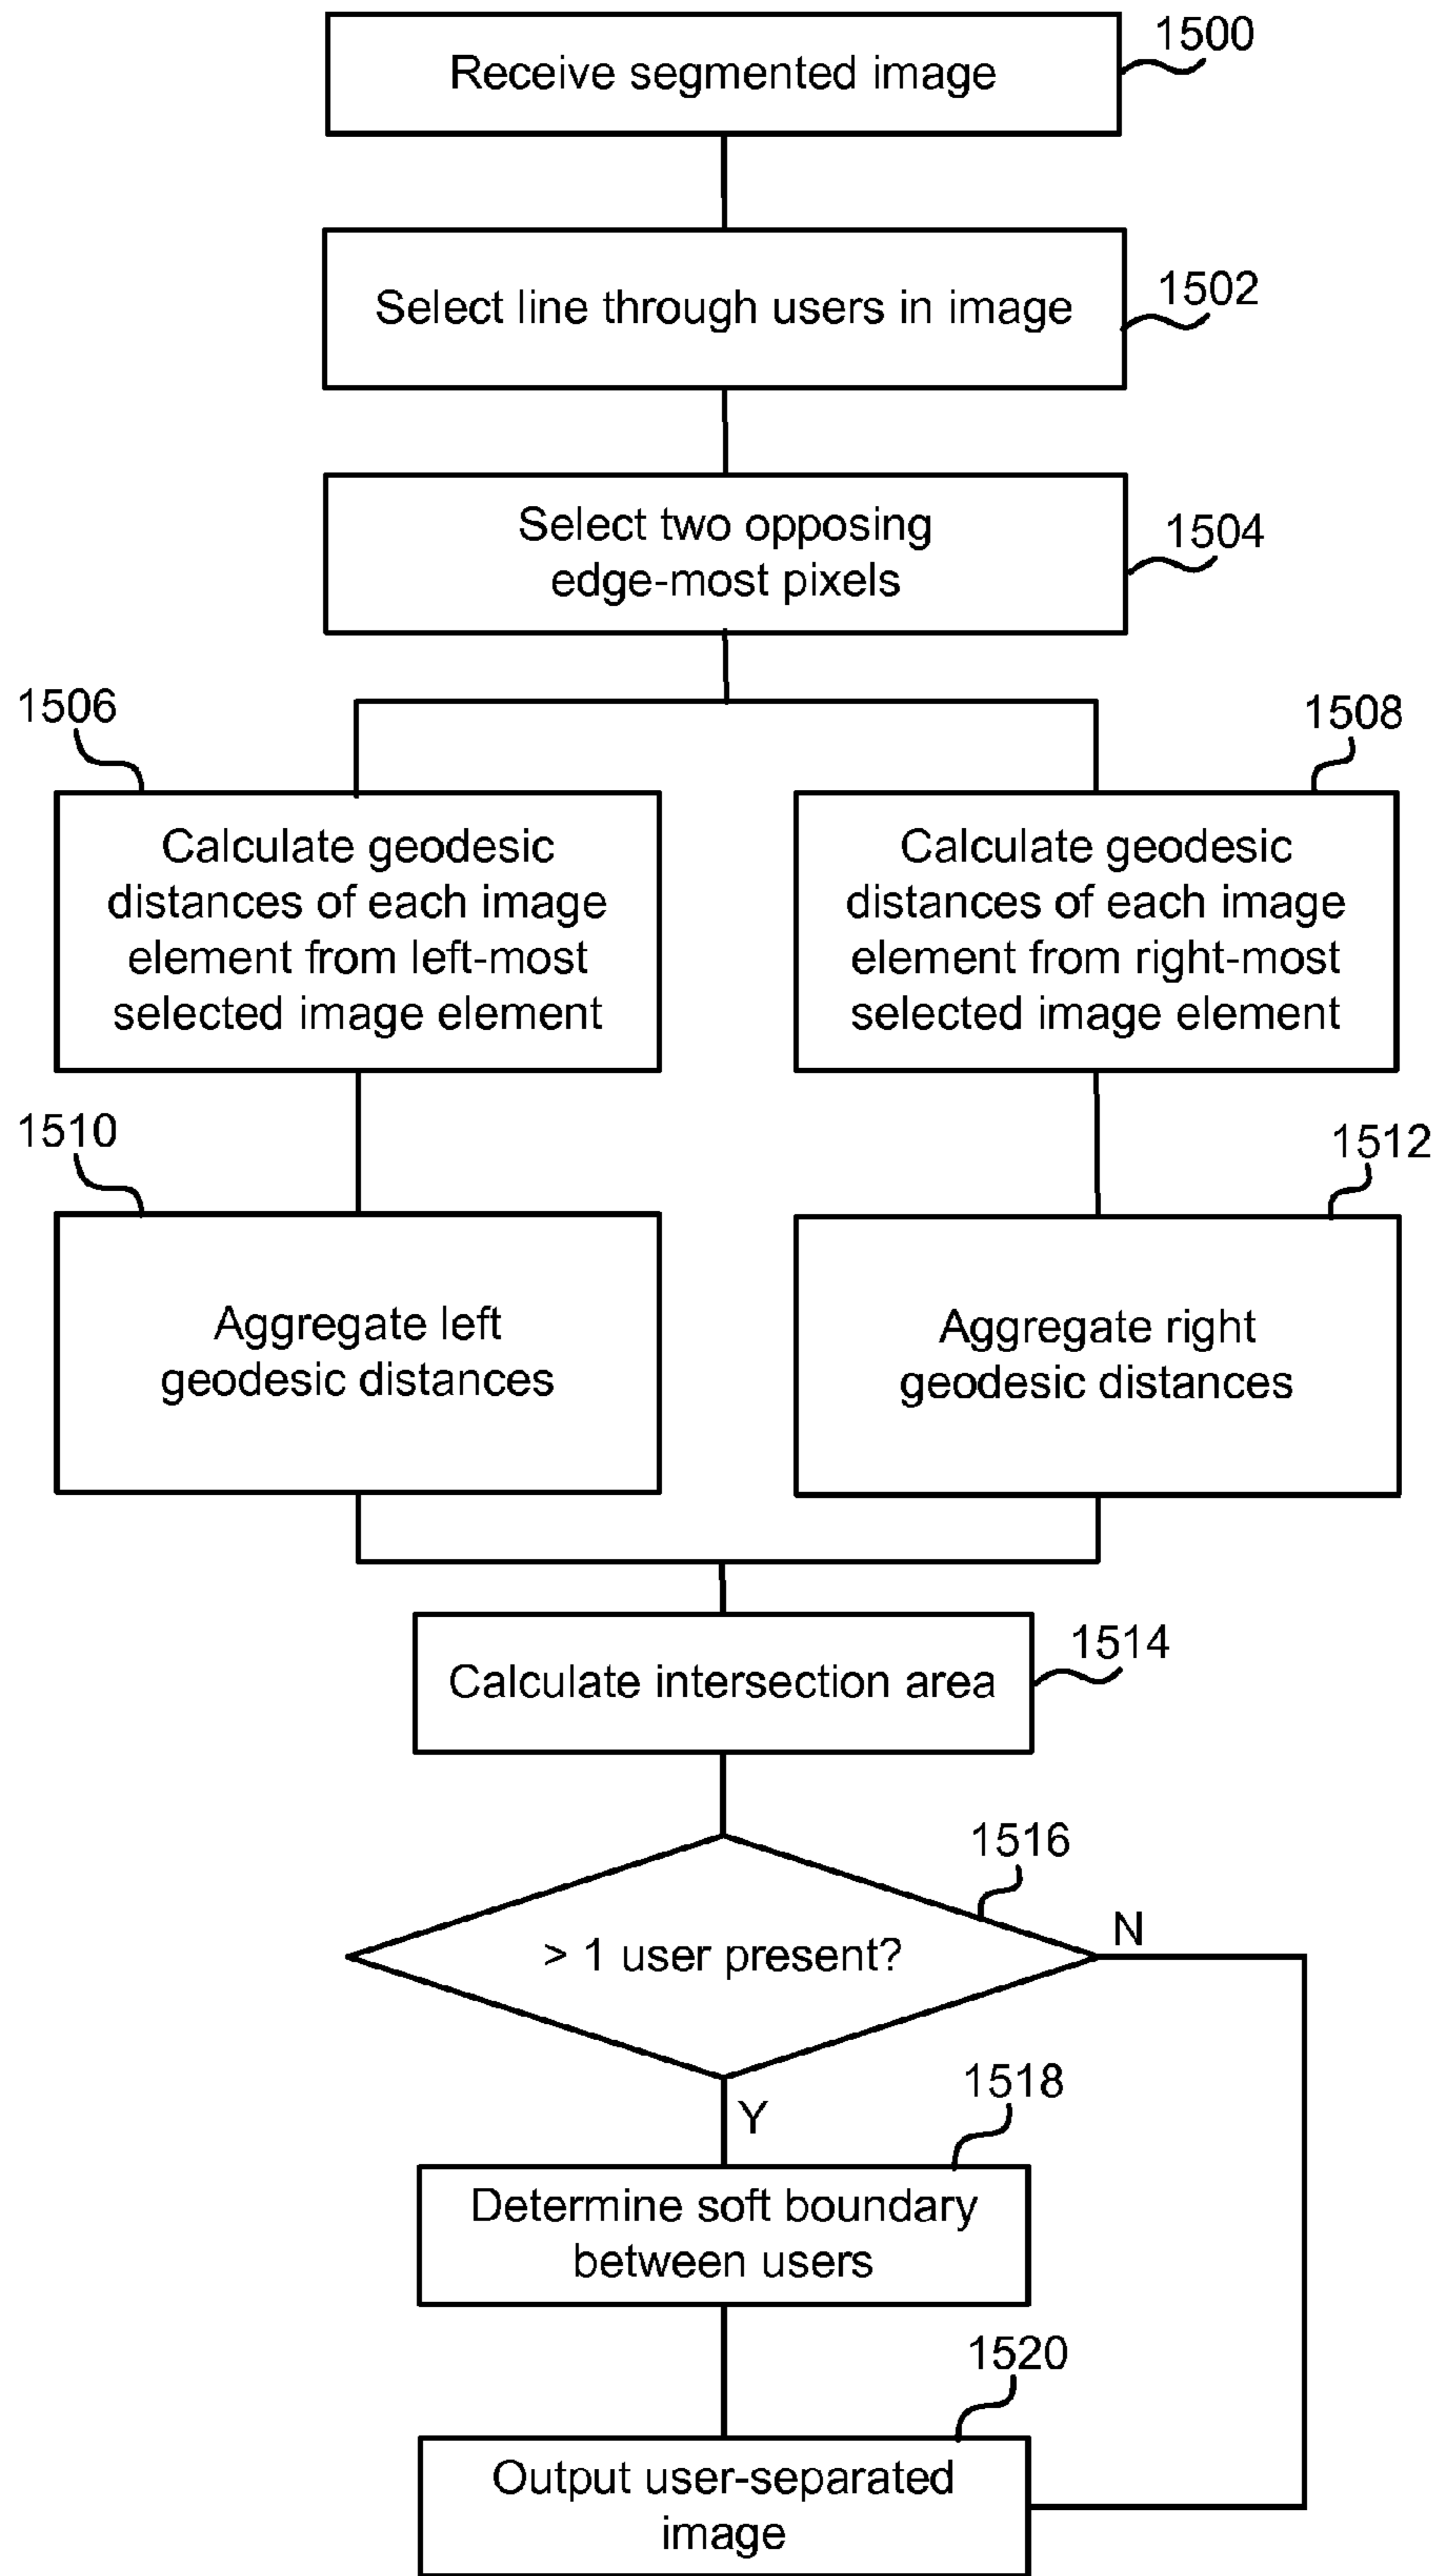 1500
Receive segmented image
1502
Select line through users in image
1504
Select two opposing
edge-most pixels
1506
1508
Calculate geodesic
distances of each image
element from left-most
selected image element
Calculate geodesic
distances of each image
element from right-most
selected image element
1510
1512
Aggregate left
geodesic distances
Aggregate right
geodesic distances
1514
Calculate intersection area
1516
> 1 user present?
N
Y
1518
Determine soft boundary
between users
1520
Output user-separated
image